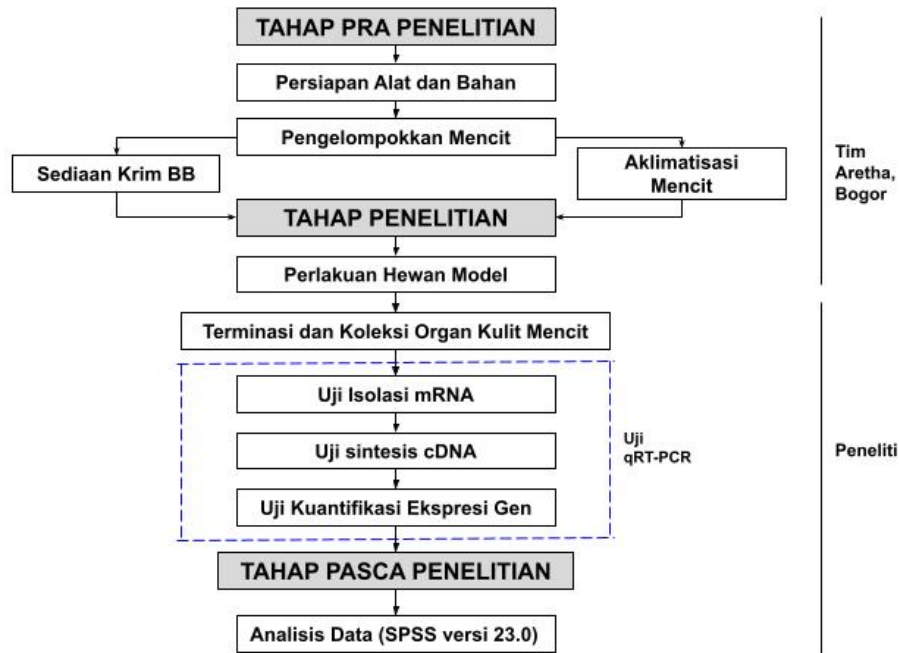 TAHAP PRA PENELITIAN
Persiapan Alat dan Bahan
Pengelompokkan Mencit
Sediaan Krim BB
Aklimatisasi
Mencit
Tim
Aretha,
Bogor
TAHAP PENELITIAN
Perlakuan Hewan Model
Terminasi dan Koleksi Organ Kulit Mencit
Uji Isolasi mRNA
Uji sintesis cDNA
Uji Kuantifikasi Ekspresi Gen
Uji
qRT-PCR
Peneliti
TAHAP PASCA PENELITIAN
Analisis Data (SPSS versi 23.0)